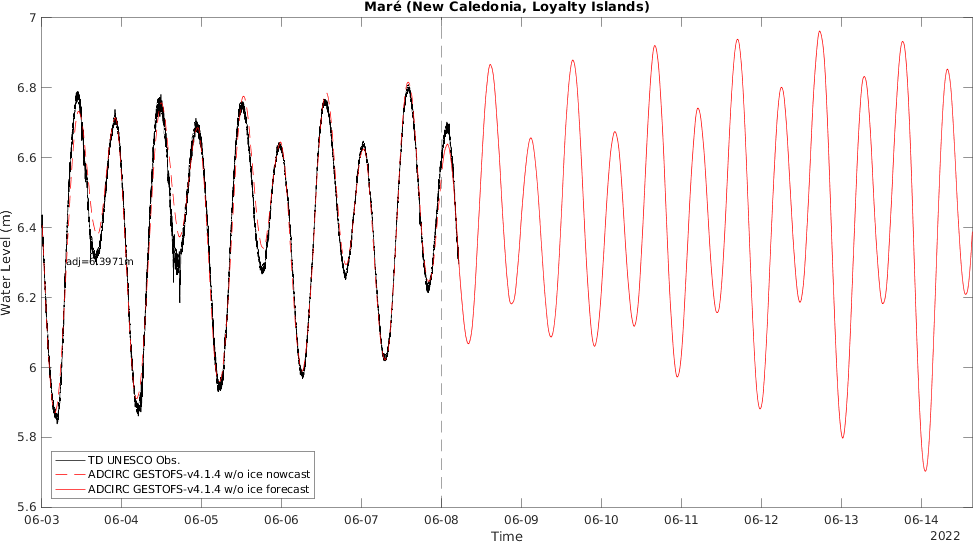 Maré (New Caledonia, Loyalty Islands)
7
6.8
6.6
6.4
6.2
6
5.8
5.6
Water Level (m)
adj=6.3971m
TD UNESCO Obs.
ADCIRC GESTOFS-v4.1.4 w/o ice nowcast
ADCIRC GESTOFS-v4.1.4 w/o ice forecast
06-03 06-04 06-05 06-06 06-07 06-08 06-09 06-10 06-11 06-12 06-13 06-14
Time
2022